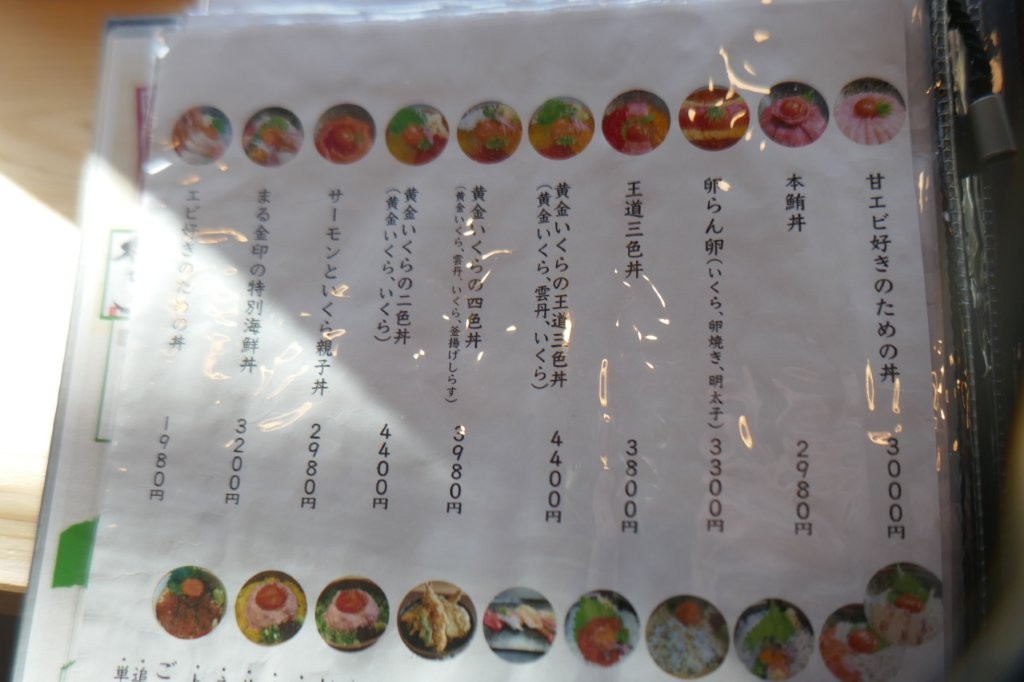 甘エビ好きのための丼 3000円
本鮪丼 2980円
卵らん卵(いくら、卵焼き、明太子) 3300円
王道三色丼 3800円
黄金いくらの王道三色丼 4400円
(黄金いくら、雲丹、いくら)
黄金いくらの四色丼 3980円
(黄金いくら、雲丹、いくら、釜揚げしらす)
黄金いくらの二色丼 4400円
(黄金いくら、いくら)
サーモンといくら親子丼 2980円
まる金印の特別海鮮丼 3200円
エビ好きのための丼 1980円
ご
追
単